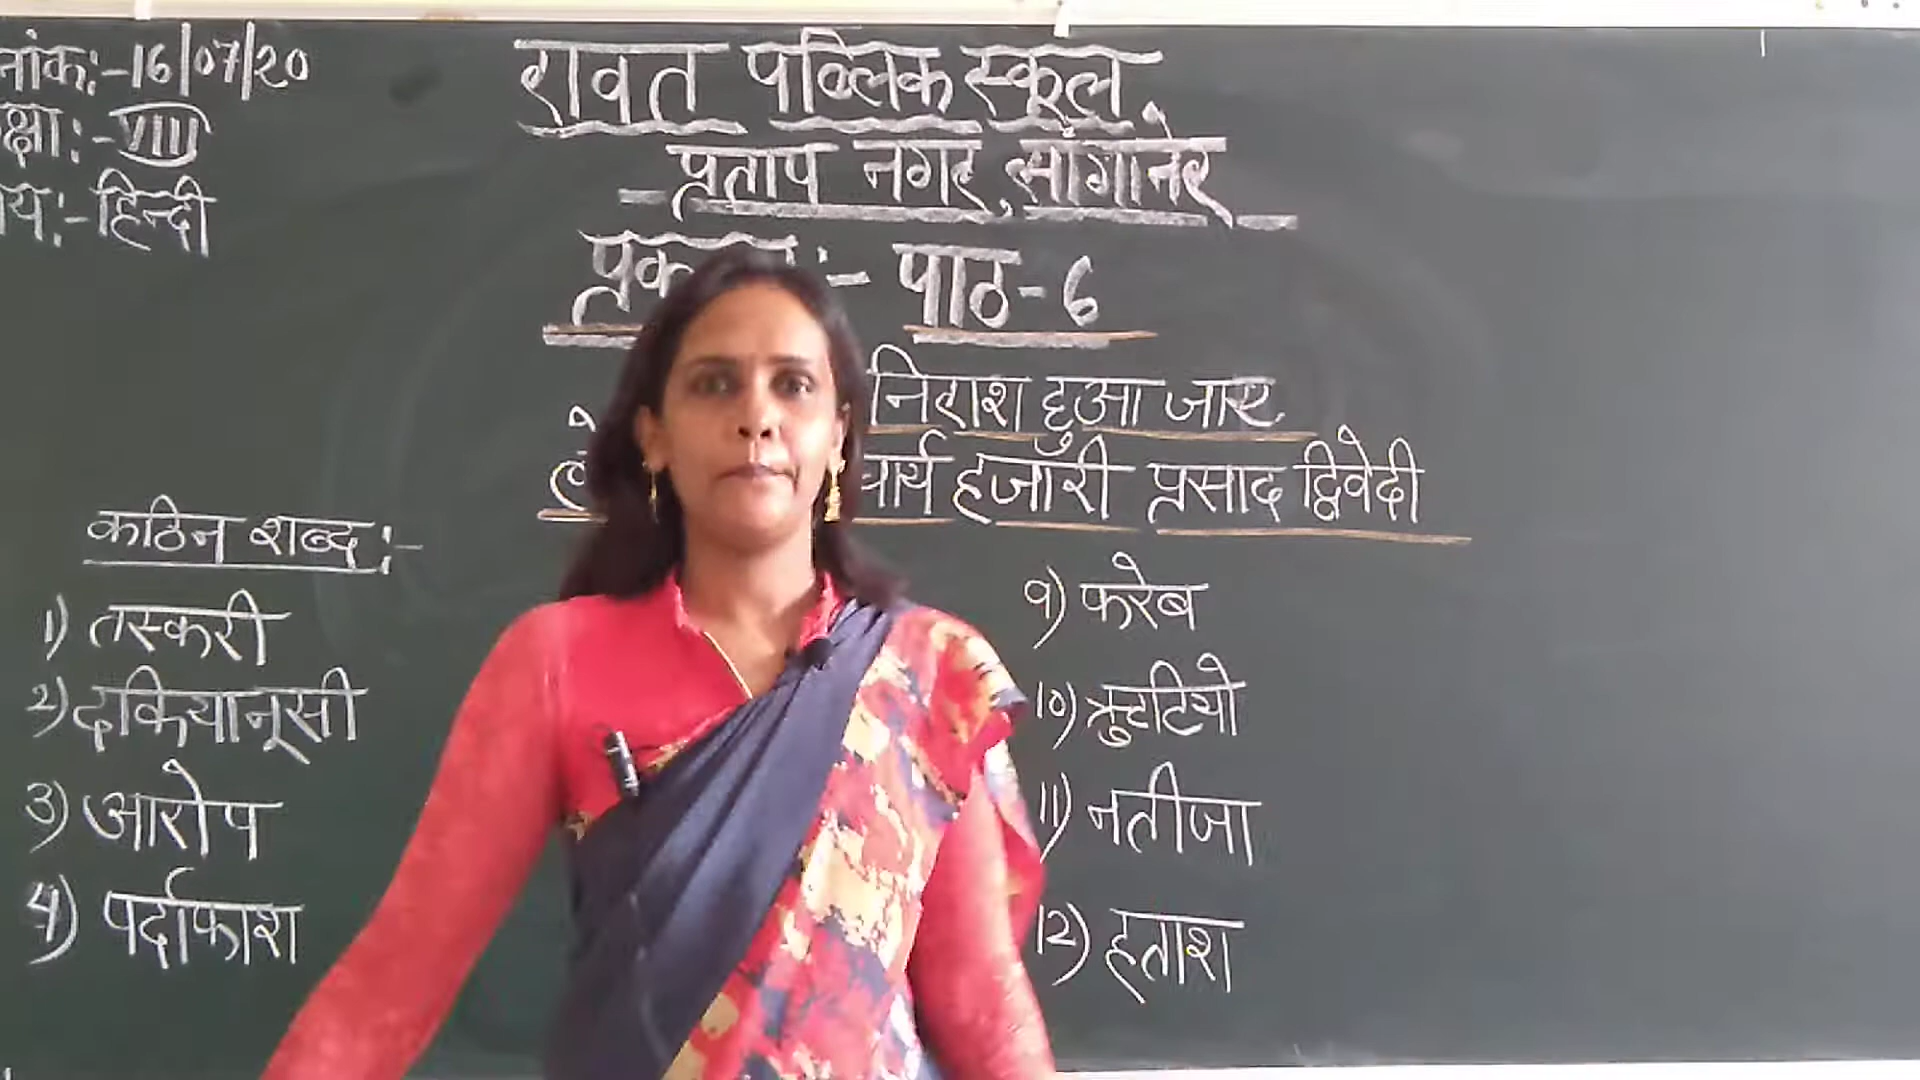 नांक:-16/07/20
क्षा:-VIII
य:-हिन्दी
रावत पब्लिक स्कूल
-प्रताप नगर, सांगानेर-
:- पाठ-6
निराश हुआ जाए
हजारी प्रसाद द्विवेदी
कठिन शब्द:-
1) तस्करी
2) दकियानूसी
3) आरोप
4) पर्दाफाश
9) फरेब
10) त्रुटियो
11) नतीजा
12) हताश